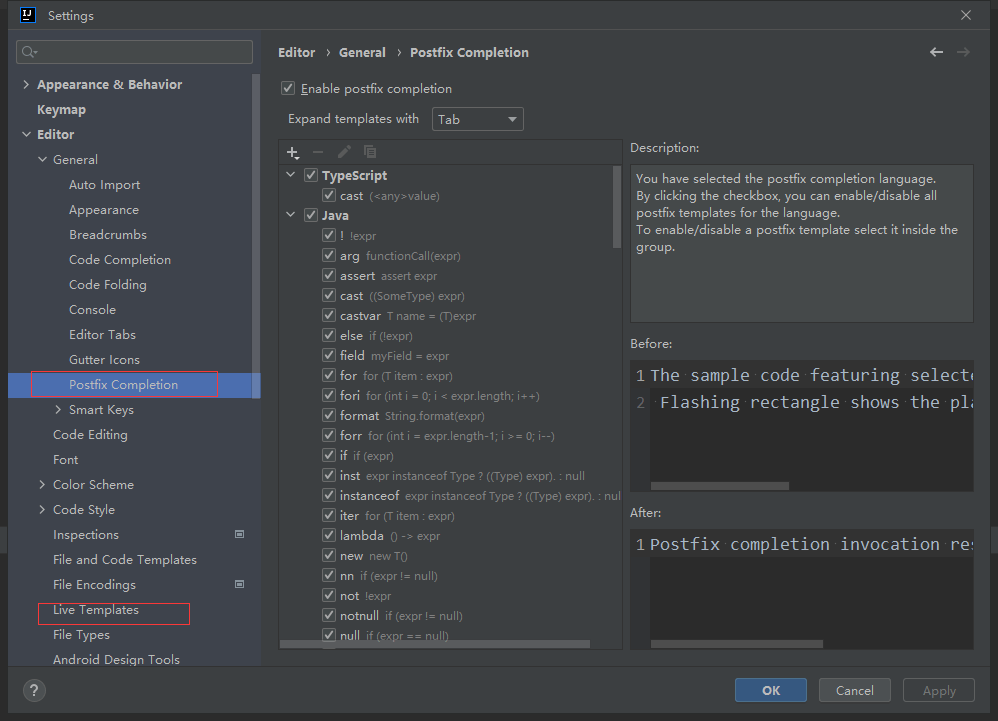 IJ Settings
Appearance & Behavior
Keymap
Editor
General
Auto Import
Appearance
Breadcrumbs
Code Completion
Code Folding
Console
Editor Tabs
Gutter Icons
Postfix Completion
Smart Keys
Code Editing
Font
Color Scheme
Code Style
Inspections
File and Code Templates
File Encodings
Live Templates
File Types
Android Design Tools
Editor › General › Postfix Completion
Enable postfix completion
Expand templates with Tab
TypeScript
cast (<any>value)
Java
! !expr
arg functionCall(expr)
assert assert expr
cast ((SomeType) expr)
castvar T name = (T)expr
else if (!expr)
field myField = expr
for for (T item : expr)
fori for (int i = 0; i < expr.length; i++)
format String.format(expr)
forr for (int i = expr.length-1; i >= 0; i--)
if if (expr)
inst expr instanceof Type ? ((Type) expr). : null
instanceof expr instanceof Type ? ((Type) expr). : nul
iter for (T item : expr)
lambda () -> expr
new new T()
nn if (expr != null)
not !expr
notnull if (expr != null)
null if (expr == null)
Description:
You have selected the postfix completion language.
By clicking the checkbox, you can enable/disable all
postfix templates for the language.
To enable/disable a postfix template select it inside the
group.
Before:
1 The sample code featuring selecte
2 Flashing rectangle shows the pla
After:
1 Postfix completion invocation res
?
OK Cancel Apply